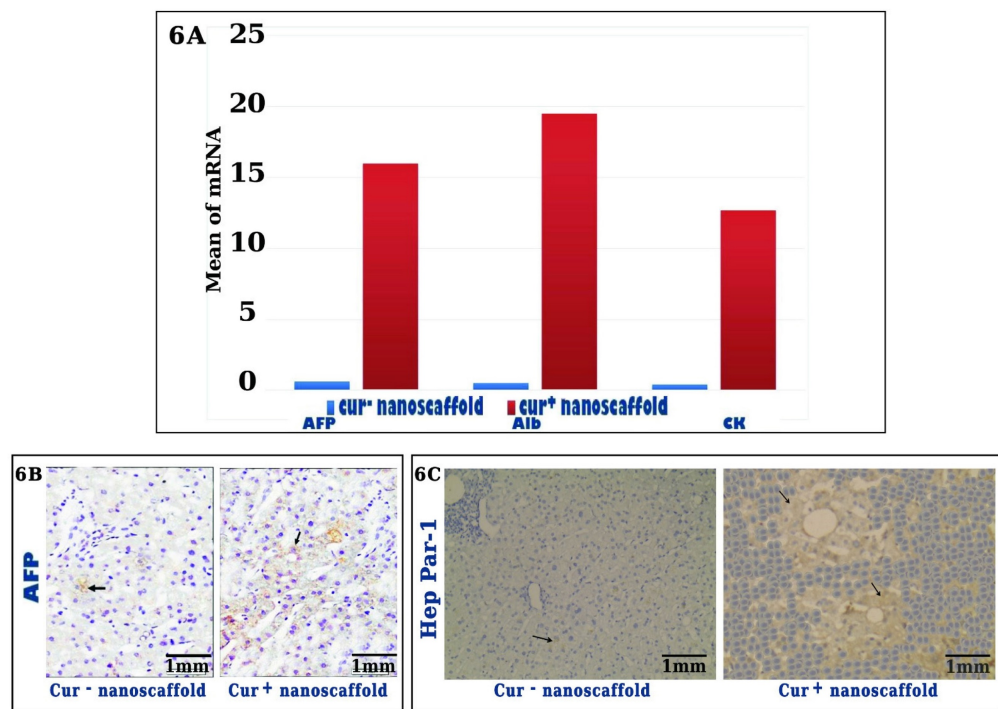 6A
25
20
15
10
5
0
Mean of mRNA
cur- nanoscaffold cur+ nanoscaffold
AFP Alb CK
6B
AFP
1mm 1mm
Cur - nanoscaffold Cur + nanoscaffold
6C
Hep Par-1
1mm 1mm
Cur - nanoscaffold Cur + nanoscaffold